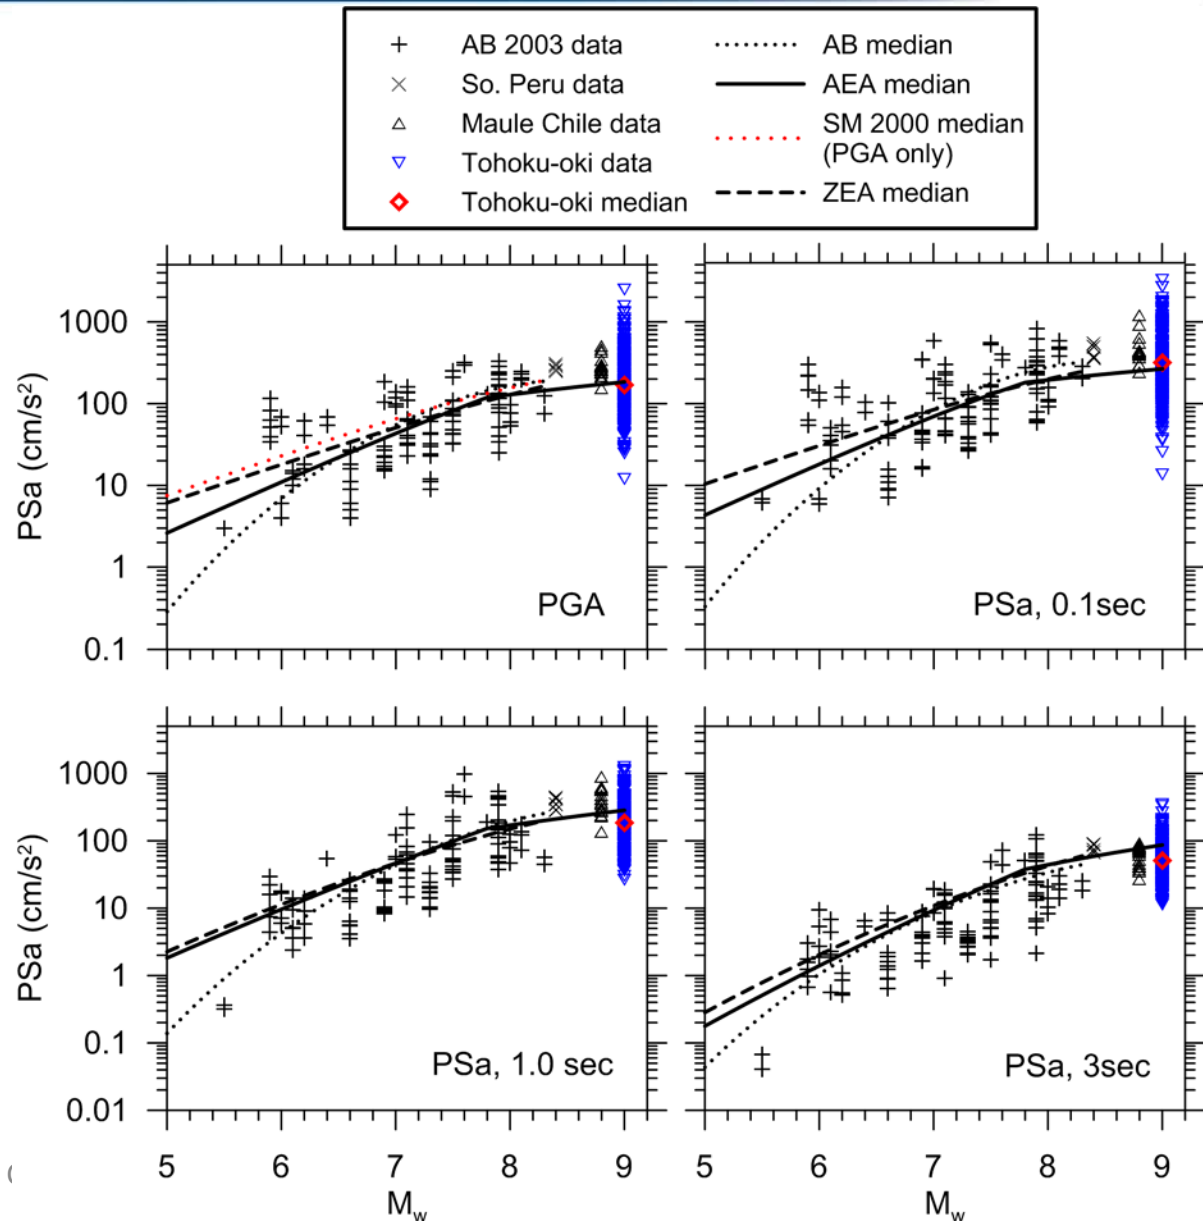 AB 2003 data
So. Peru data
Maule Chile data
Tohoku-oki data
Tohoku-oki median
AB median
AEA median
SM 2000 median
(PGA only)
ZEA median
PSa (cm/s²)
1000
100
10
1
0.1
PGA
PSa, 0.1sec
PSa (cm/s²)
1000
100
10
1
0.1
0.01
PSa, 1.0 sec
PSa, 3sec
5 6 7 8 9
5 6 7 8 9
M_w
M_w